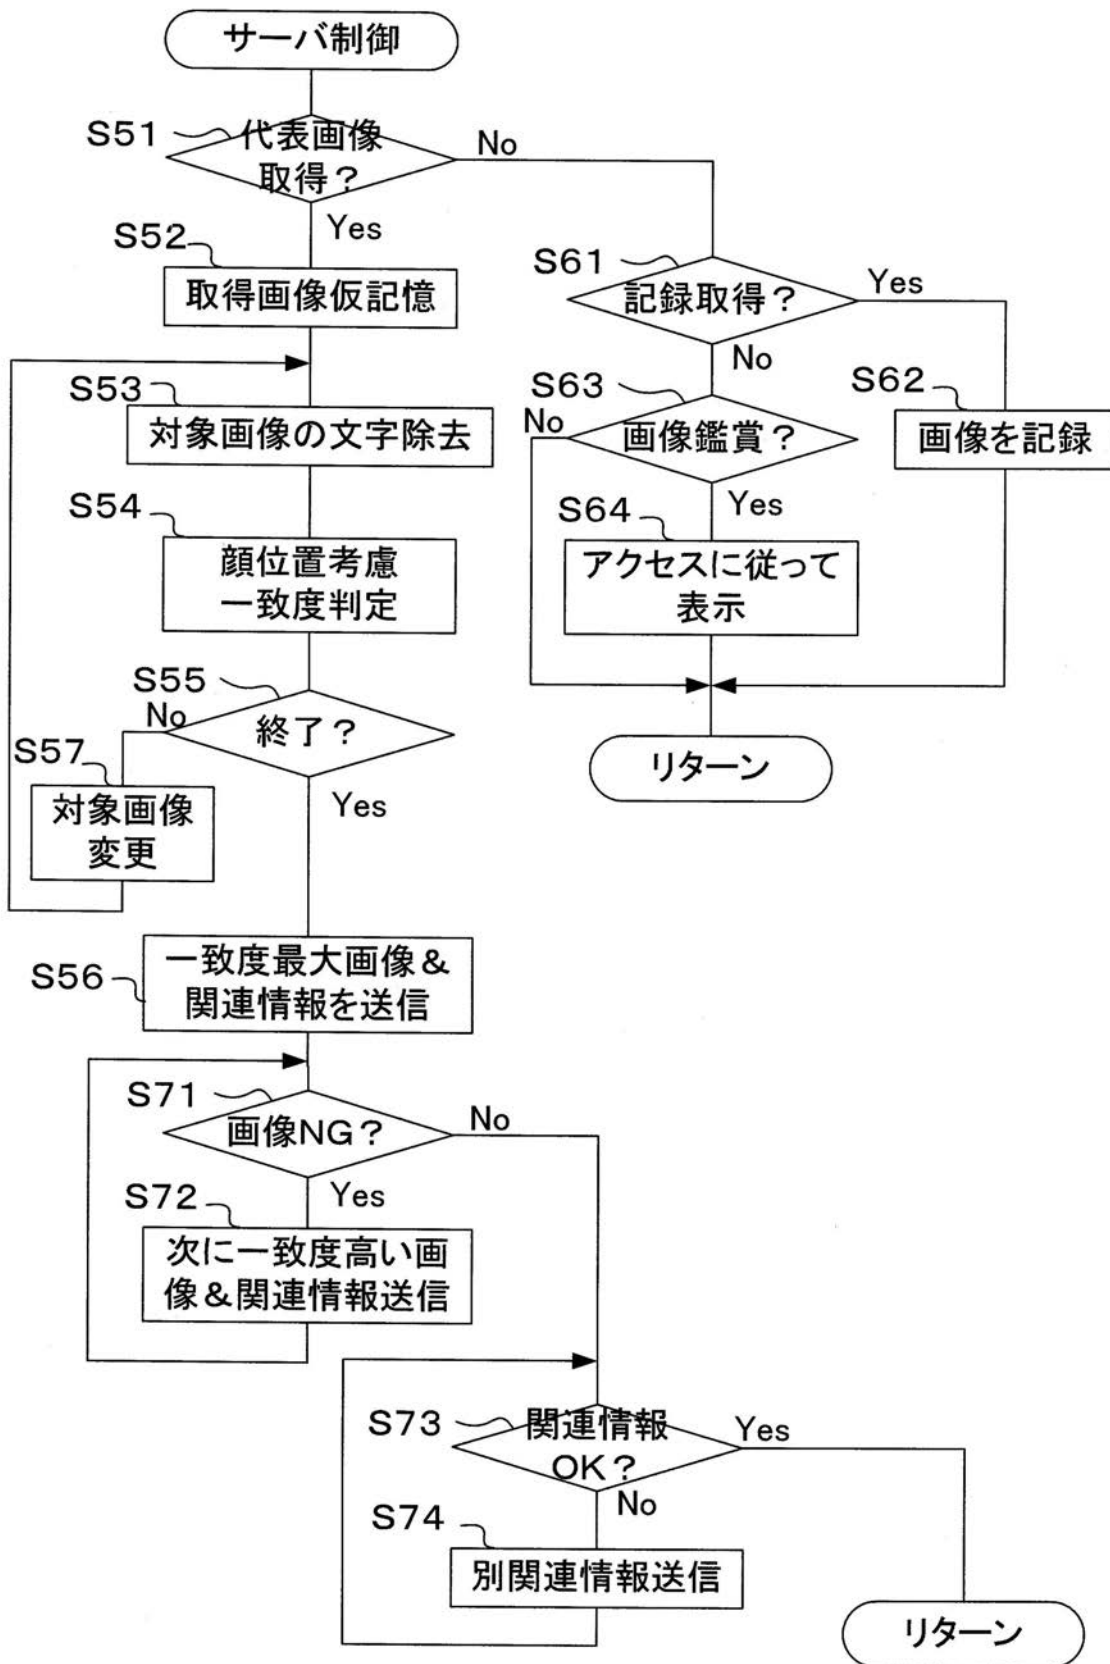 サーバ制御
S51
代表画像
取得？
No
Yes
S52
取得画像仮記憶
S53
対象画像の文字除去
S54
顔位置考慮
一致度判定
S55
No
終了？
Yes
S57
対象画像
変更
S56
一致度最大画像＆
関連情報を送信
S71
画像NG？
No
Yes
S72
次に一致度高い画
像＆関連情報送信
S61
記録取得？
Yes
No
S62
画像を記録
S63
No
画像鑑賞？
Yes
S64
アクセスに従って
表示
リターン
S73
関連情報
OK？
Yes
No
S74
別関連情報送信
リターン